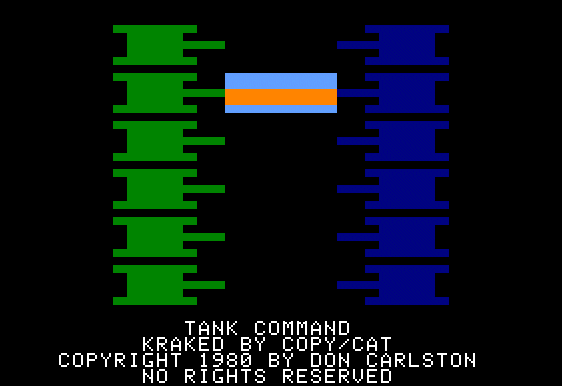 TANK COMMAND
KRAKED BY COPY/CAT
COPYRIGHT 1980 BY DON CARLSTON
NO RIGHTS RESERVED